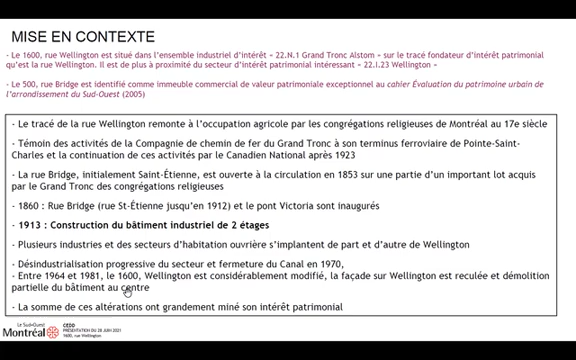 MISE EN CONTEXTE
- Le 1600, rue Wellington est situé dans l'ensemble industriel d'intérêt « 22.N.1 Grand Tronc Alstom » sur le tracé fondateur d'intérêt patrimonial
qu'est la rue Wellington. Il est de plus à proximité du secteur d'intérêt patrimonial intéressant « 22.I.23 Wellington »
- Le 500, rue Bridge est identifié comme immeuble commercial de valeur patrimoniale exceptionnel au cahier Évaluation du patrimoine urbain de
l'arrondissement du Sud-Ouest (2005)
- Le tracé de la rue Wellington remonte à l'occupation agricole par les congrégations religieuses de Montréal au 17e siècle
- Témoin des activités de la Compagnie de chemin de fer du Grand Tronc à son terminus ferroviaire de Pointe-Saint-
Charles et la continuation de ces activités par le Canadien National après 1923
- La rue Bridge, initialement Saint-Étienne, est ouverte à la circulation en 1853 sur une partie d'un important lot acquis
par le Grand Tronc des congrégations religieuses
- 1860 : Rue Bridge (rue St-Étienne jusqu'en 1912) et le pont Victoria sont inaugurés
- 1913 : Construction du bâtiment industriel de 2 étages
- Plusieurs industries et des secteurs d'habitation ouvrière s'implantent de part et d'autre de Wellington
- Désindustrialisation progressive du secteur et fermeture du Canal en 1970,
- Entre 1964 et 1981, le 1600, Wellington est considérablement modifié, la façade sur Wellington est reculée et démolition
partielle du bâtiment au centre
- La somme de ces altérations ont grandement miné son intérêt patrimonial
Le Sud-Ouest
Montréal
CEDD
PRÉSENTATION DU 28 JUIN 2021
1600, rue Wellington